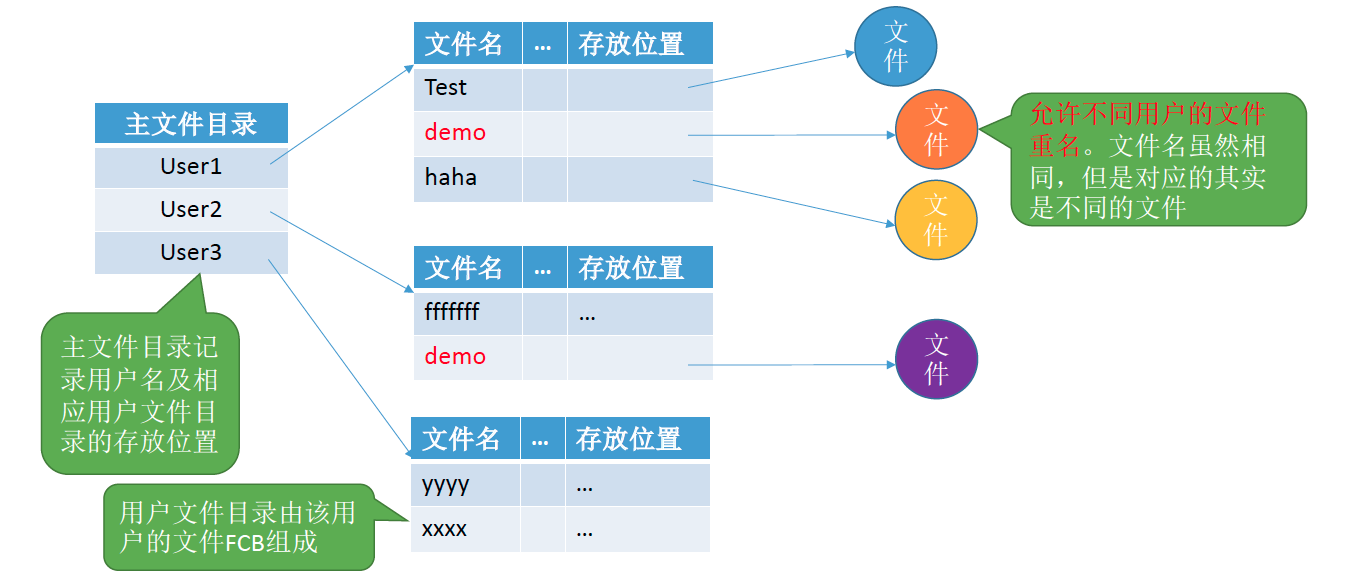 主文件目录
User1
User2
User3
主文件目录记
录用户名及相
应用户文件目
录的存放位置
文件名 … 存放位置
Test
demo
haha
文
件
文
件
文
件
允许不同用户的文件
重名。文件名虽然相
同，但是对应的其实
是不同的文件
文件名 … 存放位置
fffffff …
demo
文
件
文件名 … 存放位置
yyyy …
xxxx …
用户文件目录由该用
户的文件FCB组成